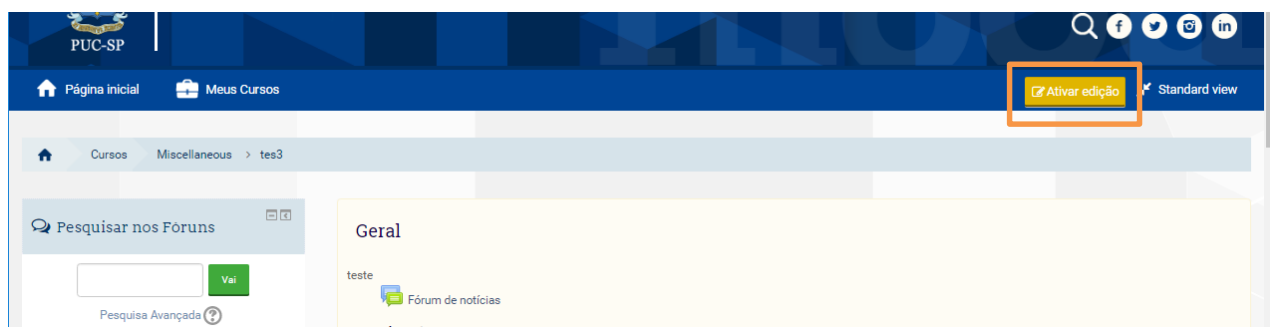 PUC-SP
Página inicial
Meus Cursos
Ativar edição
Standard view
Cursos
Miscellaneous > tes3
Pesquisar nos Fóruns
Vai
Pesquisa Avançada
Geral
teste
Fórum de notícias